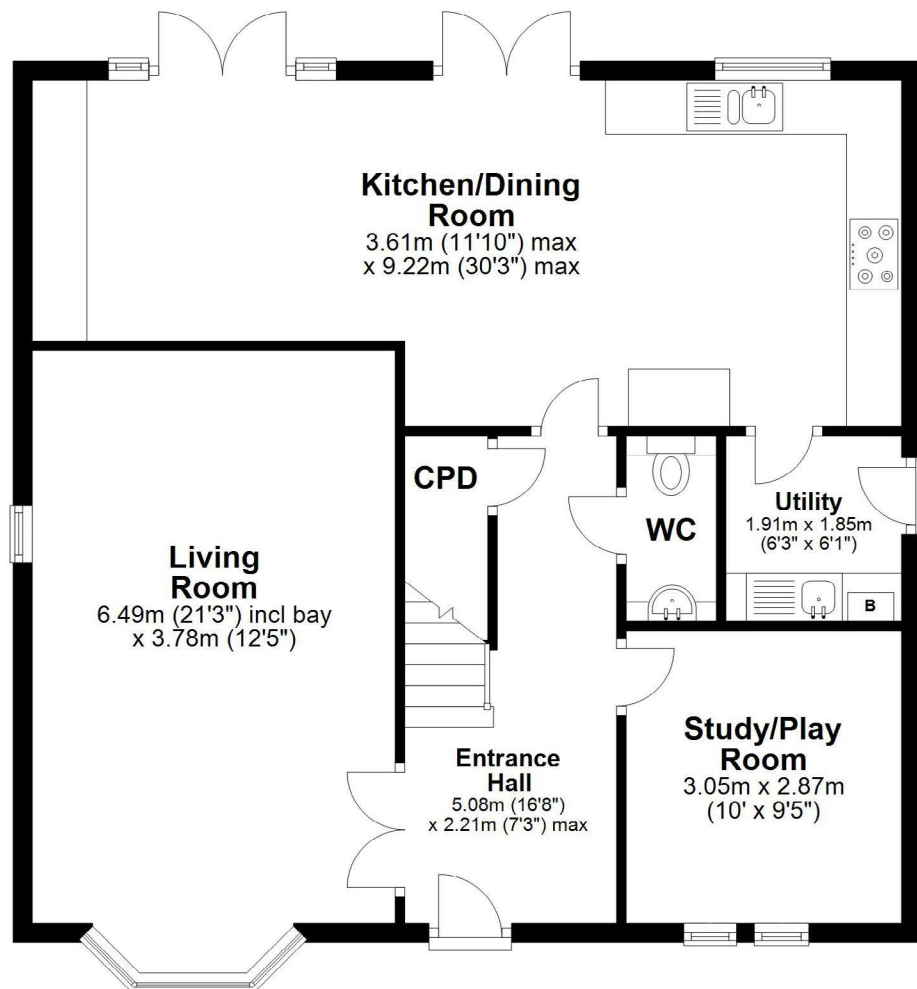 Kitchen/Dining
Room
3.61m (11'10") max
x 9.22m (30'3") max
CPD
WC
Utility
1.91m x 1.85m
(6'3" x 6'1")
B
Living
Room
6.49m (21'3") incl bay
x 3.78m (12'5")
Entrance
Hall
5.08m (16'8")
x 2.21m (7'3") max
Study/Play
Room
3.05m x 2.87m
(10' x 9'5")